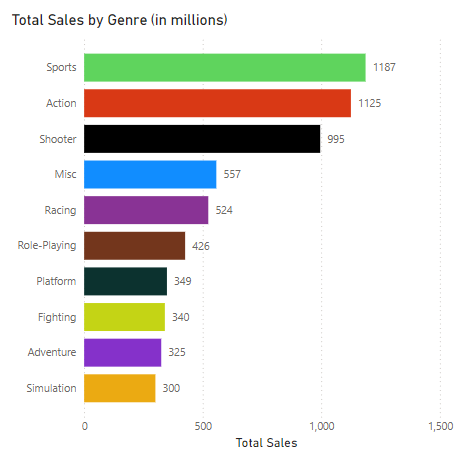 Total Sales by Genre (in millions)
Sports 1187
Action 1125
Shooter 995
Misc 557
Racing 524
Role-Playing 426
Platform 349
Fighting 340
Adventure 325
Simulation 300
0 500 1,000 1,500
Total Sales